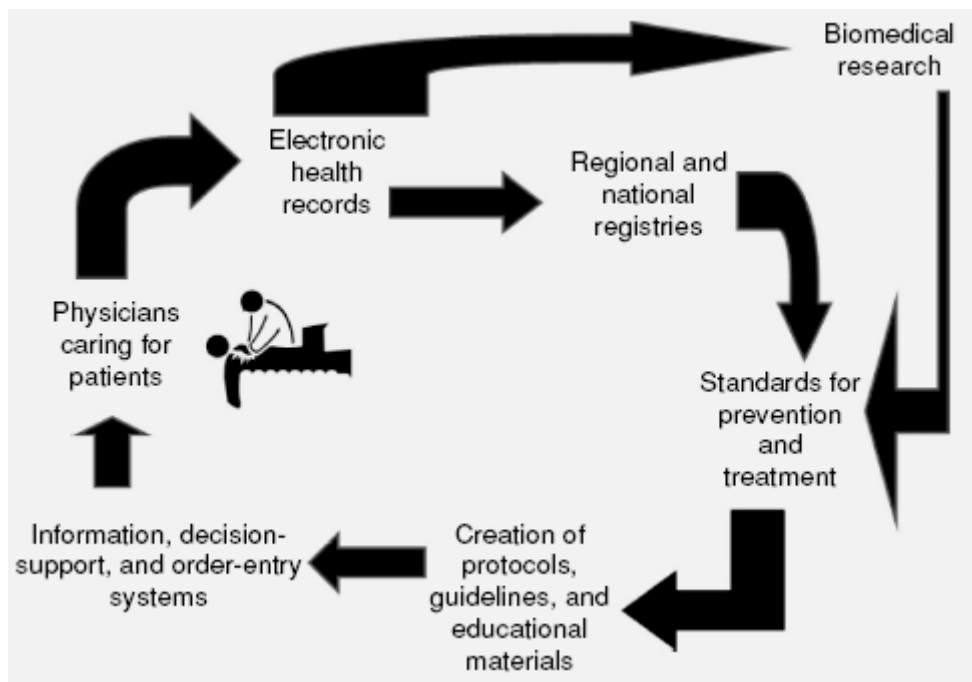 Biomedical
research
Electronic
health
records
Regional and
national
registries
Physicians
caring for
patients
Standards for
prevention
and
treatment
Information, decision-
support, and order-entry
systems
Creation of
protocols,
guidelines, and
educational
materials